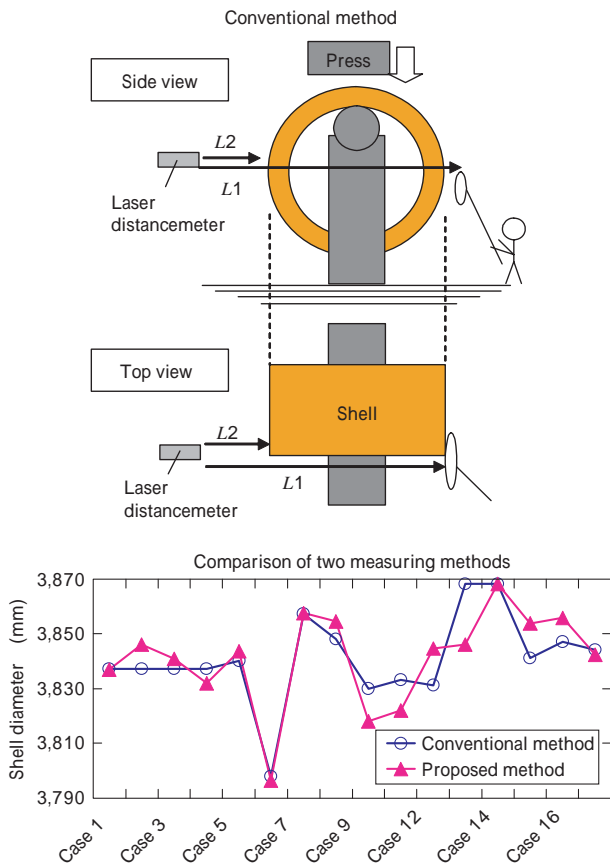 Conventional method
Press
Side view
L2
L1
Laser
distancemeter
Top view
Shell
L2
L1
Laser
distancemeter
Comparison of two measuring methods
Shell diameter (mm)
3,870
3,850
3,830
3,810
3,790
Conventional method
Proposed method
Case 1
Case 3
Case 5
Case 7
Case 9
Case 12
Case 14
Case 16